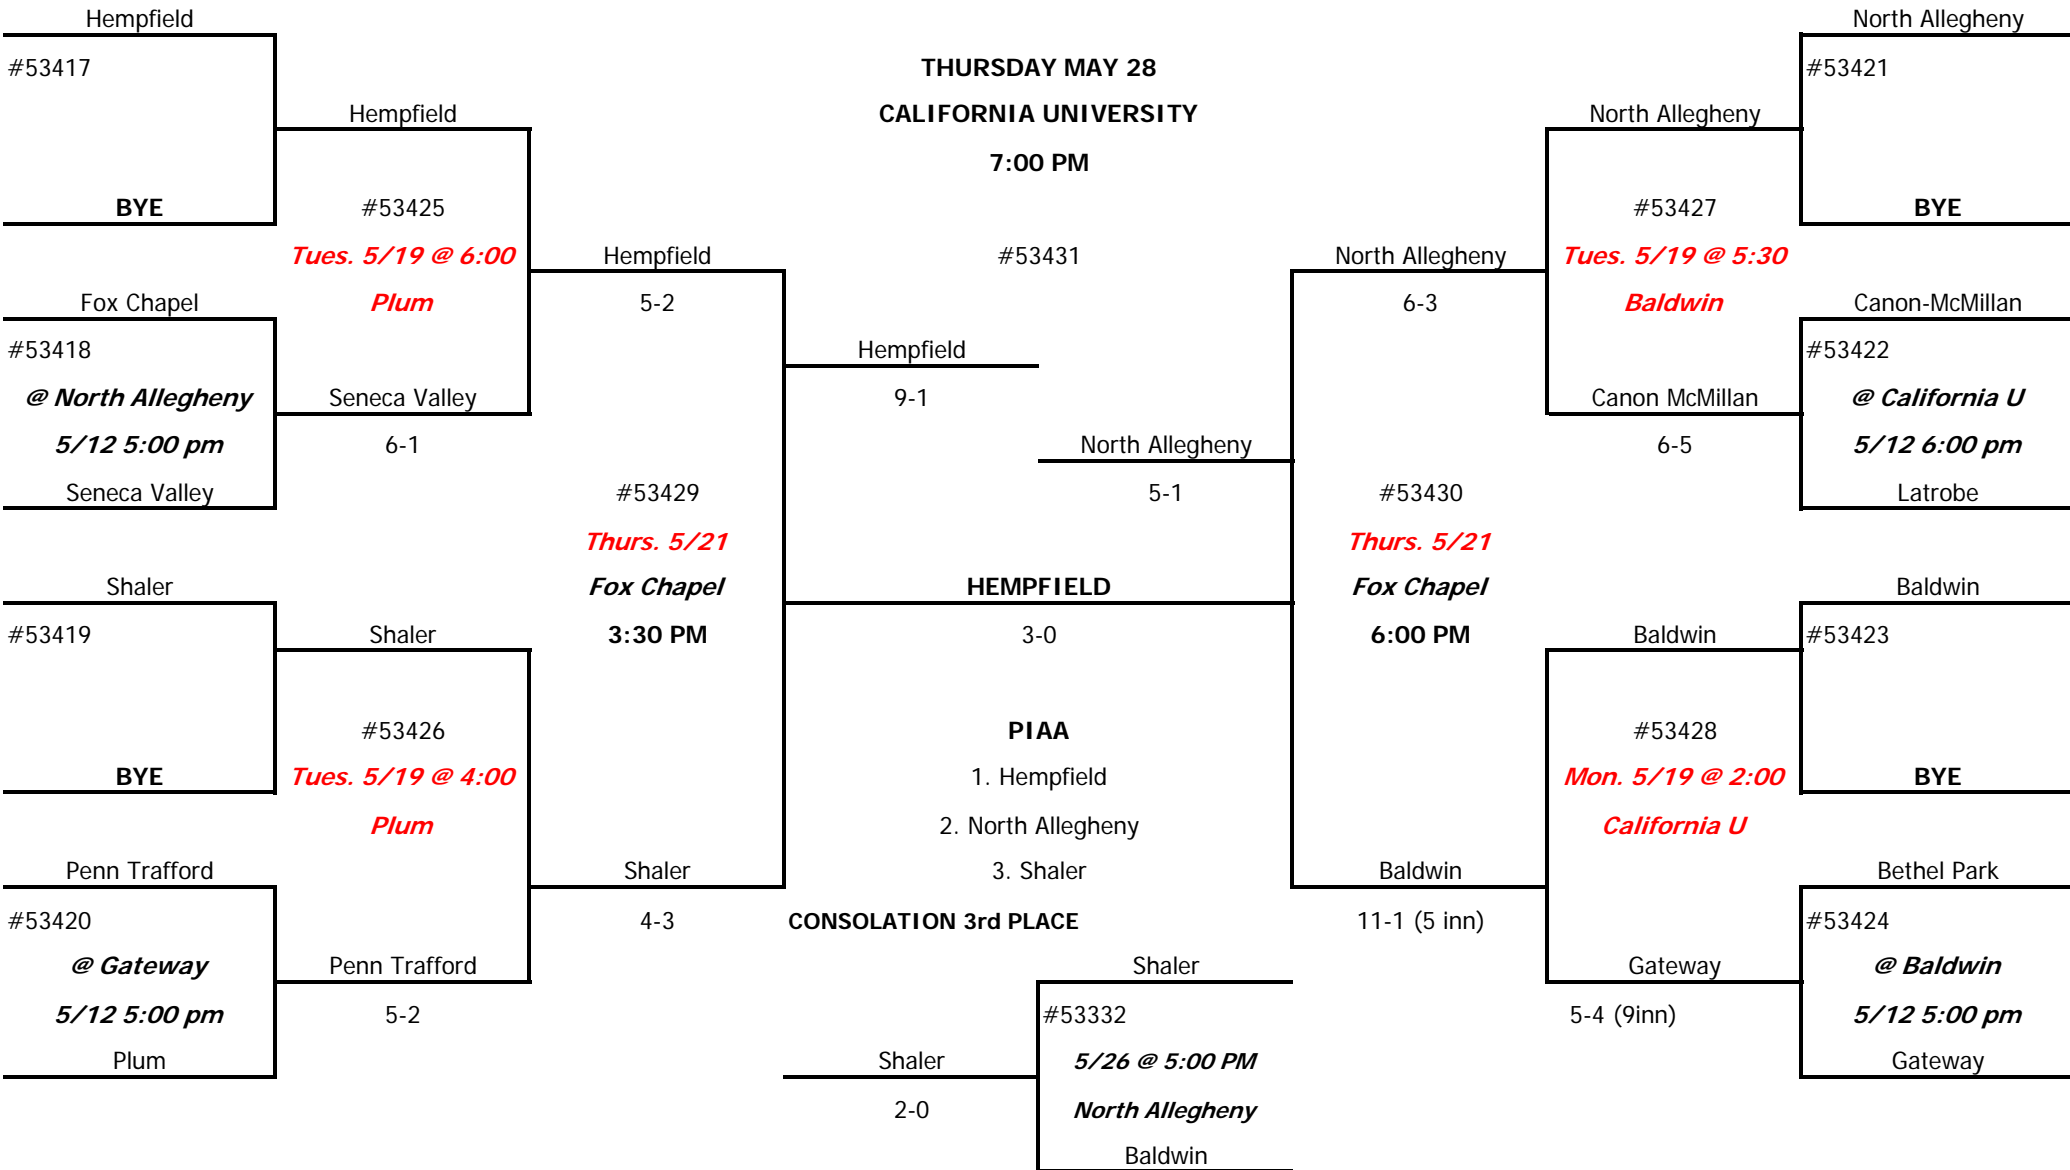 Hempfield
North Allegheny
#53417
THURSDAY MAY 28
#53421
Hempfield
CALIFORNIA UNIVERSITY
North Allegheny
7:00 PM
BYE
#53425
#53427
BYE
Tues. 5/19 @ 6:00
Hempfield
#53431
North Allegheny
Tues. 5/19 @ 5:30
Fox Chapel
Plum
5-2
6-3
Baldwin
Canon-McMillan
#53418
Hempfield
#53422
@ North Allegheny
Seneca Valley
9-1
Canon McMillan
@ California U
5/12 5:00 pm
6-1
North Allegheny
6-5
5/12 6:00 pm
Seneca Valley
#53429
5-1
#53430
Latrobe
Thurs. 5/21
Thurs. 5/21
Shaler
Fox Chapel
HEMPFIELD
Fox Chapel
Baldwin
#53419
Shaler
3:30 PM
3-0
6:00 PM
Baldwin
#53423
#53426
PIAA
#53428
BYE
Tues. 5/19 @ 4:00
1. Hempfield
Mon. 5/19 @ 2:00
BYE
Plum
2. North Allegheny
California U
Penn Trafford
Shaler
3. Shaler
Baldwin
Bethel Park
#53420
4-3
CONSOLATION 3rd PLACE
11-1 (5 inn)
#53424
@ Gateway
Penn Trafford
Shaler
Gateway
@ Baldwin
5/12 5:00 pm
5-2
#53332
5-4 (9inn)
5/12 5:00 pm
Plum
Shaler
5/26 @ 5:00 PM
Gateway
2-0
North Allegheny
Baldwin